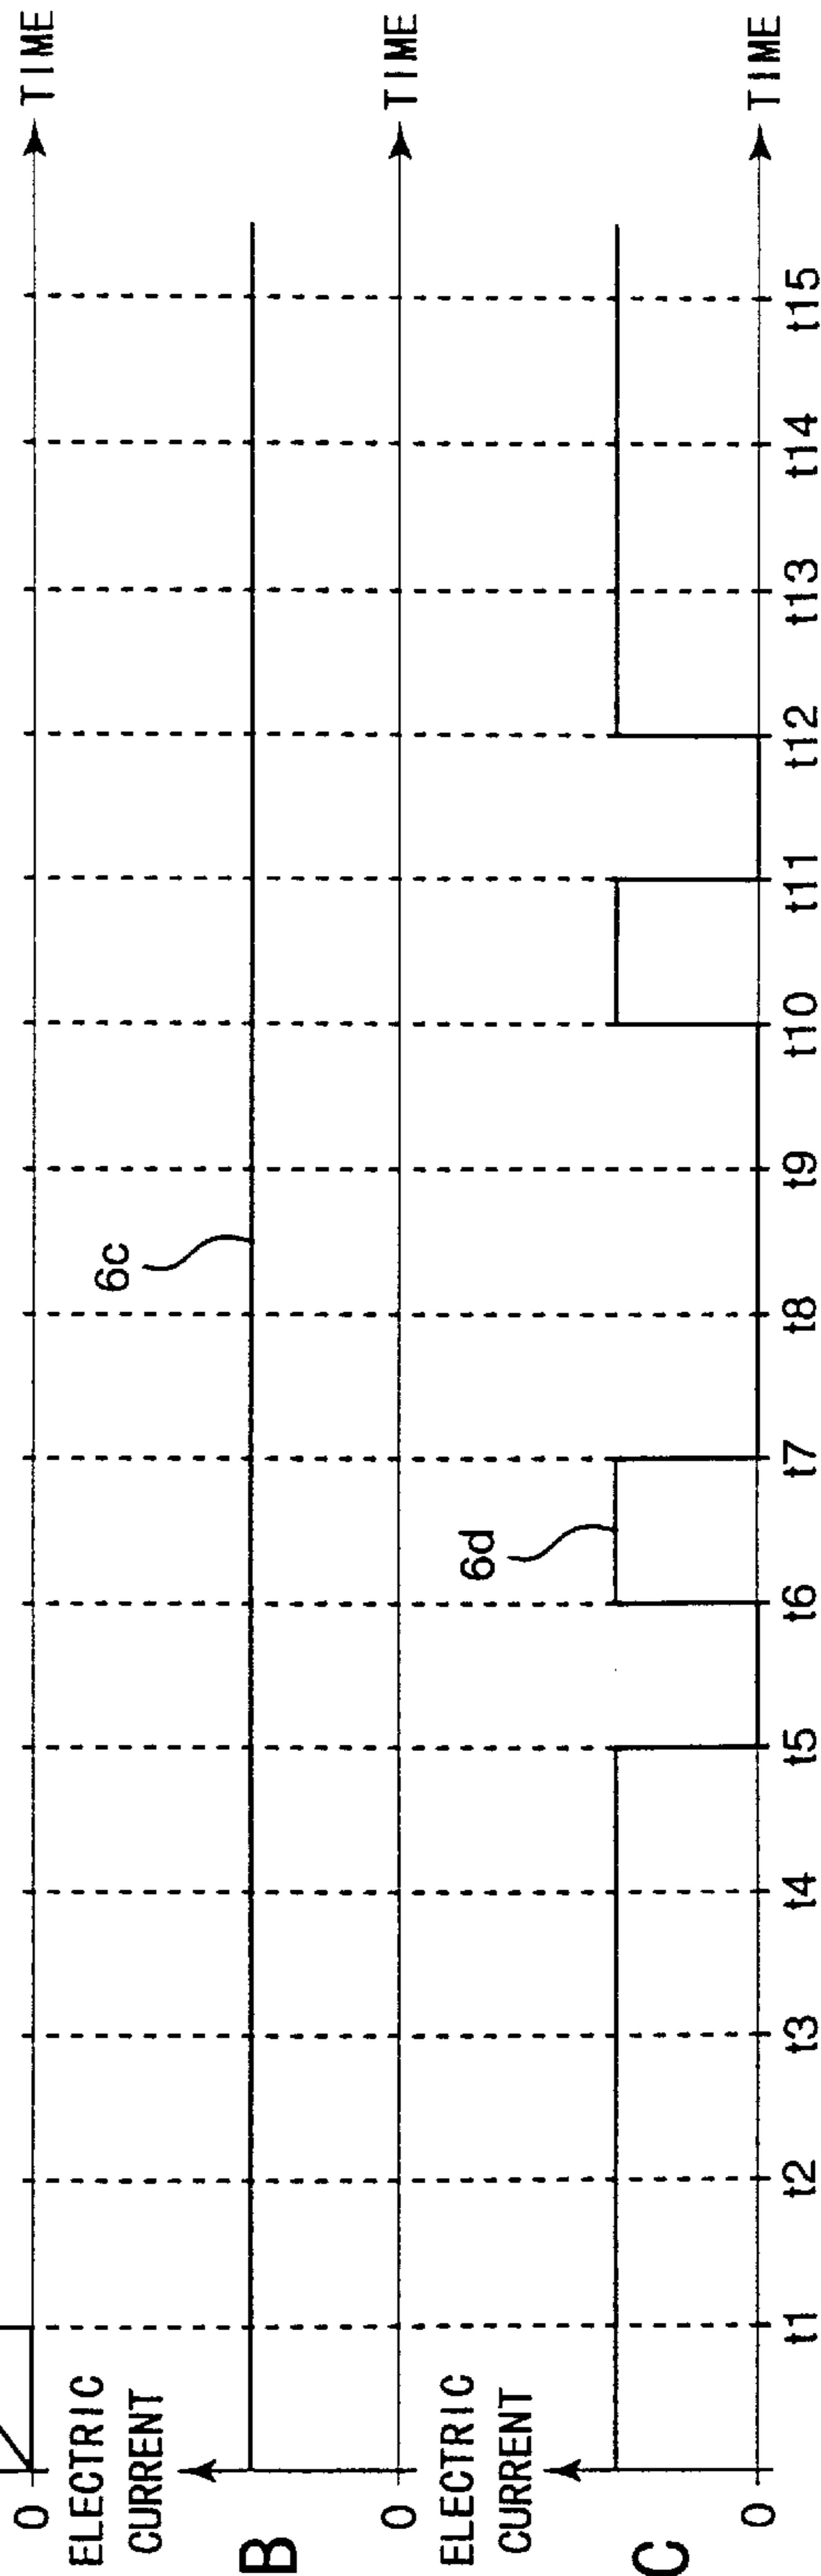 0
TIME
ELECTRIC
CURRENT
6c
B
0
TIME
ELECTRIC
CURRENT
6d
C
0
TIME
t1
t2
t3
t4
t5
t6
t7
t8
t9
t10
t11
t12
t13
t14
t15